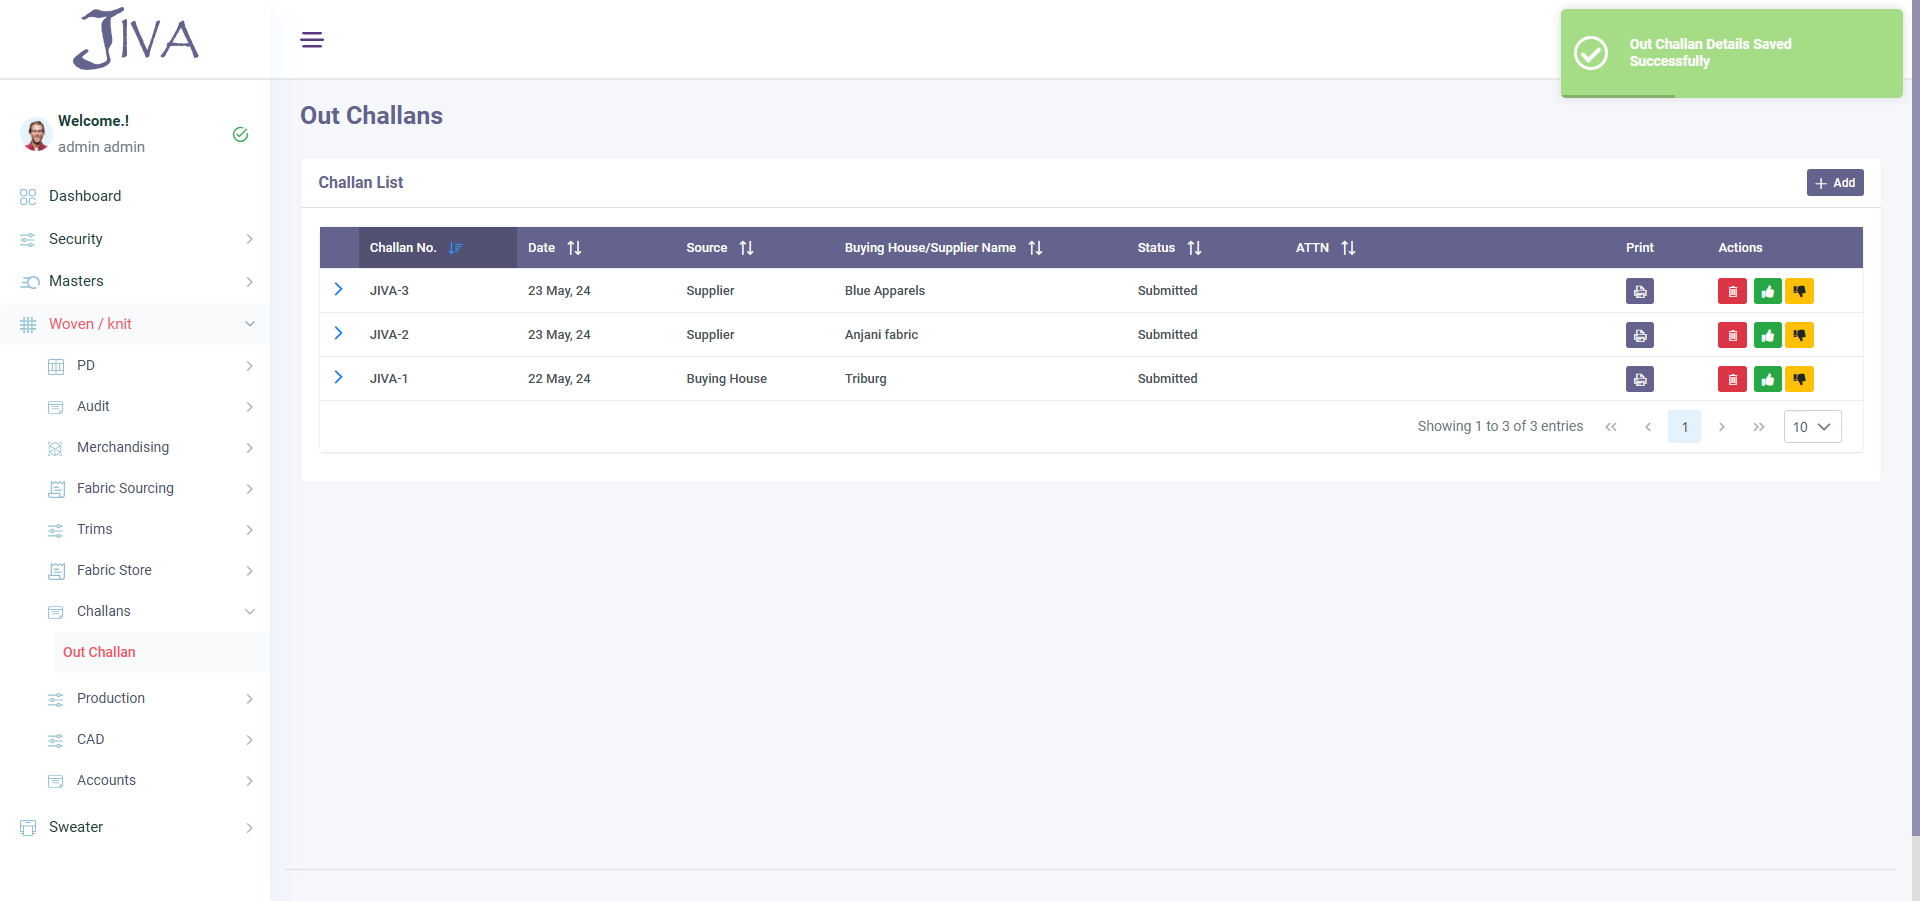 JIVA
Out Challan Details Saved
Successfully
Welcome.!
admin admin
Dashboard
Security
Masters
Woven / knit
PD
Audit
Merchandising
Fabric Sourcing
Trims
Fabric Store
Challans
Out Challan
Production
CAD
Accounts
Sweater
Out Challans
Challan List
Add
Challan No. Date Source Buying House/Supplier Name Status ATTN Print Actions
JIVA-3 23 May, 24 Supplier Blue Apparels Submitted
JIVA-2 23 May, 24 Supplier Anjani fabric Submitted
JIVA-1 22 May, 24 Buying House Triburg Submitted
Showing 1 to 3 of 3 entries 1 10